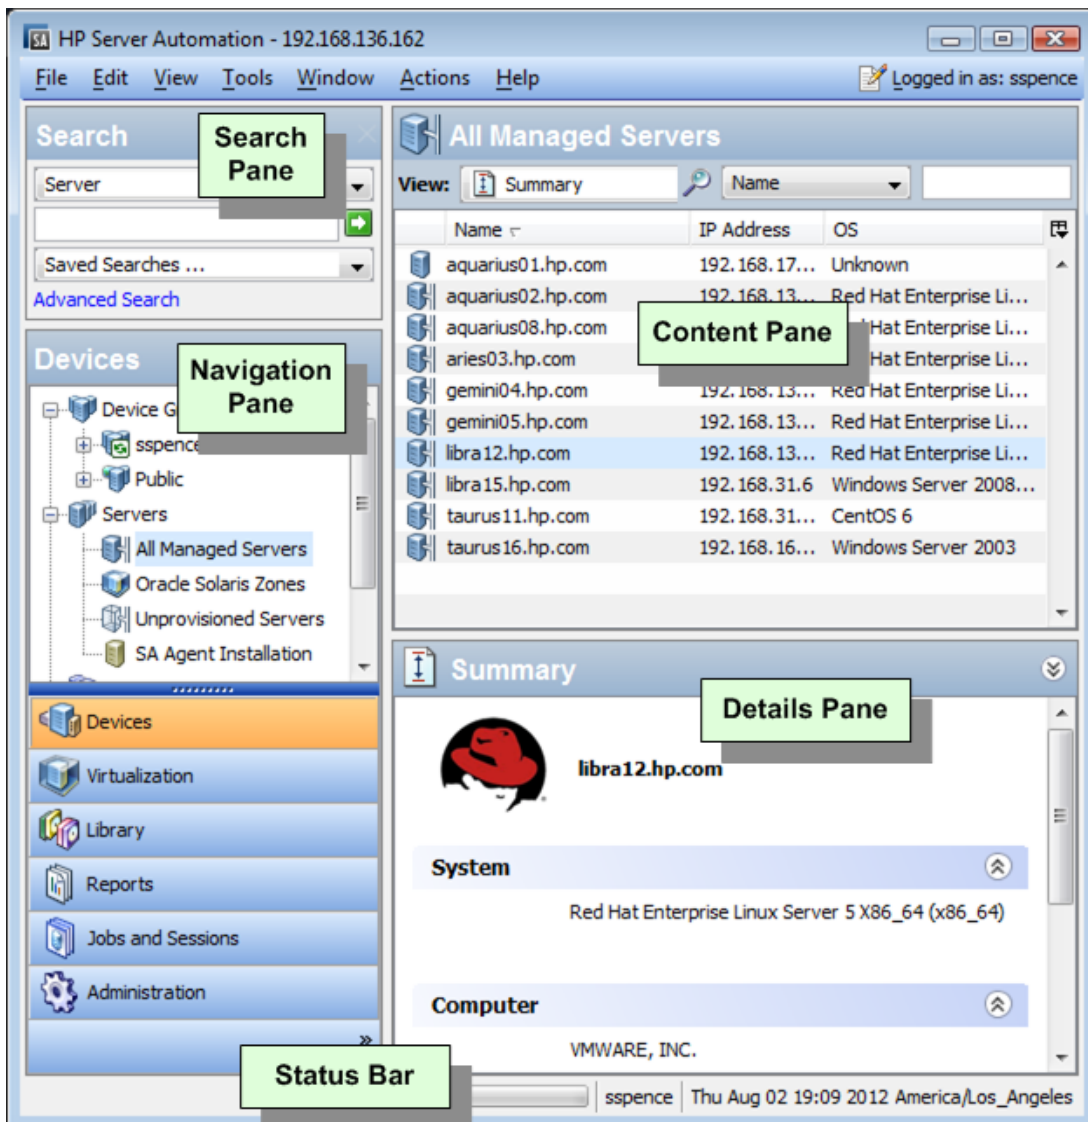 SA HP Server Automation - 192.168.136.162
File Edit View Tools Window Actions Help Logged in as: sspence
Search
Search Pane
Server
Saved Searches ...
Advanced Search
Devices
Navigation Pane
Device G
sspence
Public
Servers
All Managed Servers
Oracle Solaris Zones
Unprovisioned Servers
SA Agent Installation
Devices
Virtualization
Library
Reports
Jobs and Sessions
Administration
»
All Managed Servers
View: Summary Name
Name IP Address OS
aquarius01.hp.com 192.168.17... Unknown
aquarius02.hp.com 192.168.13... Red Hat Enterprise Li...
aquarius08.hp.com Hat Enterprise Li...
Content Pane
aries03.hp.com Hat Enterprise Li...
gemini04.hp.com 192.168.13... Red Hat Enterprise Li...
gemini05.hp.com 192.168.13... Red Hat Enterprise Li...
libra12.hp.com 192.168.13... Red Hat Enterprise Li...
libra15.hp.com 192.168.31.6 Windows Server 2008...
taurus11.hp.com 192.168.31... CentOS 6
taurus16.hp.com 192.168.16... Windows Server 2003
Summary
Details Pane
libra12.hp.com
System
Red Hat Enterprise Linux Server 5 X86_64 (x86_64)
Computer
VMWARE, INC.
Status Bar
sspence Thu Aug 02 19:09 2012 America/Los_Angeles